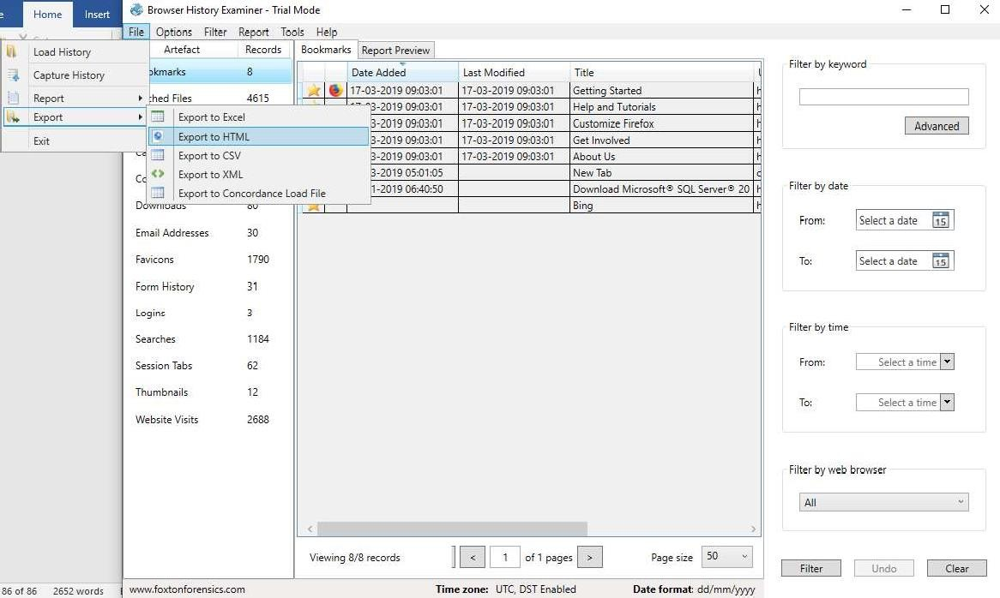 Home Insert
Browser History Examiner - Trial Mode
File Options Filter Report Tools Help
Load History
Capture History
Report
Export
Exit
Export to Excel
Export to HTML
Export to CSV
Export to XML
Export to Concordance Load File
Artefact Records
okmarks 8
ched Files 4615
Downloads 80
Email Addresses 30
Favicons 1790
Form History 31
Logins 3
Searches 1184
Session Tabs 62
Thumbnails 12
Website Visits 2688
Bookmarks Report Preview
Date Added Last Modified Title
17-03-2019 09:03:01 17-03-2019 09:03:01 Getting Started
-03-2019 09:03:01 17-03-2019 09:03:01 Help and Tutorials
3-2019 09:03:01 17-03-2019 09:03:01 Customize Firefox
3-2019 09:03:01 17-03-2019 09:03:01 Get Involved
3-2019 09:03:01 17-03-2019 09:03:01 About Us
3-2019 05:01:05 New Tab
1-2019 06:40:50 Download Microsoft® SQL Server® 20
Bing
Viewing 8/8 records
< 1 of 1 pages >
Page size 50
Filter by keyword
Advanced
Filter by date
From: Select a date 15
To: Select a date 15
Filter by time
From: Select a time
To: Select a time
Filter by web browser
All
Filter Undo Clear
86 of 86 2652 words
www.foxtonforensics.com
Time zone: UTC, DST Enabled
Date format: dd/mm/yyyy